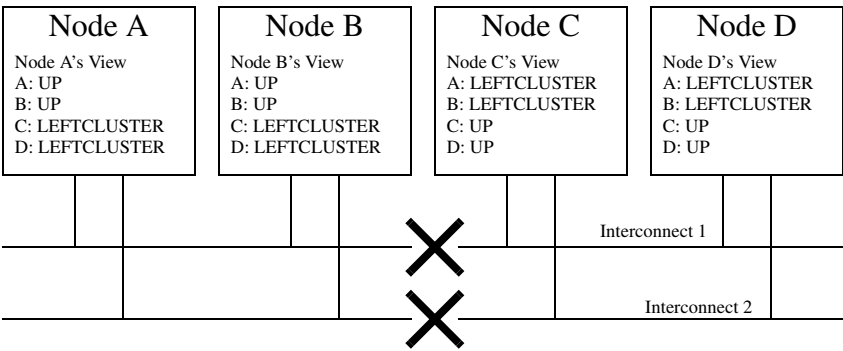 Node A
Node A's View
A: UP
B: UP
C: LEFTCLUSTER
D: LEFTCLUSTER
Node B
Node B's View
A: UP
B: UP
C: LEFTCLUSTER
D: LEFTCLUSTER
Node C
Node C's View
A: LEFTCLUSTER
B: LEFTCLUSTER
C: UP
D: UP
Node D
Node D's View
A: LEFTCLUSTER
B: LEFTCLUSTER
C: UP
D: UP
Interconnect 1
Interconnect 2